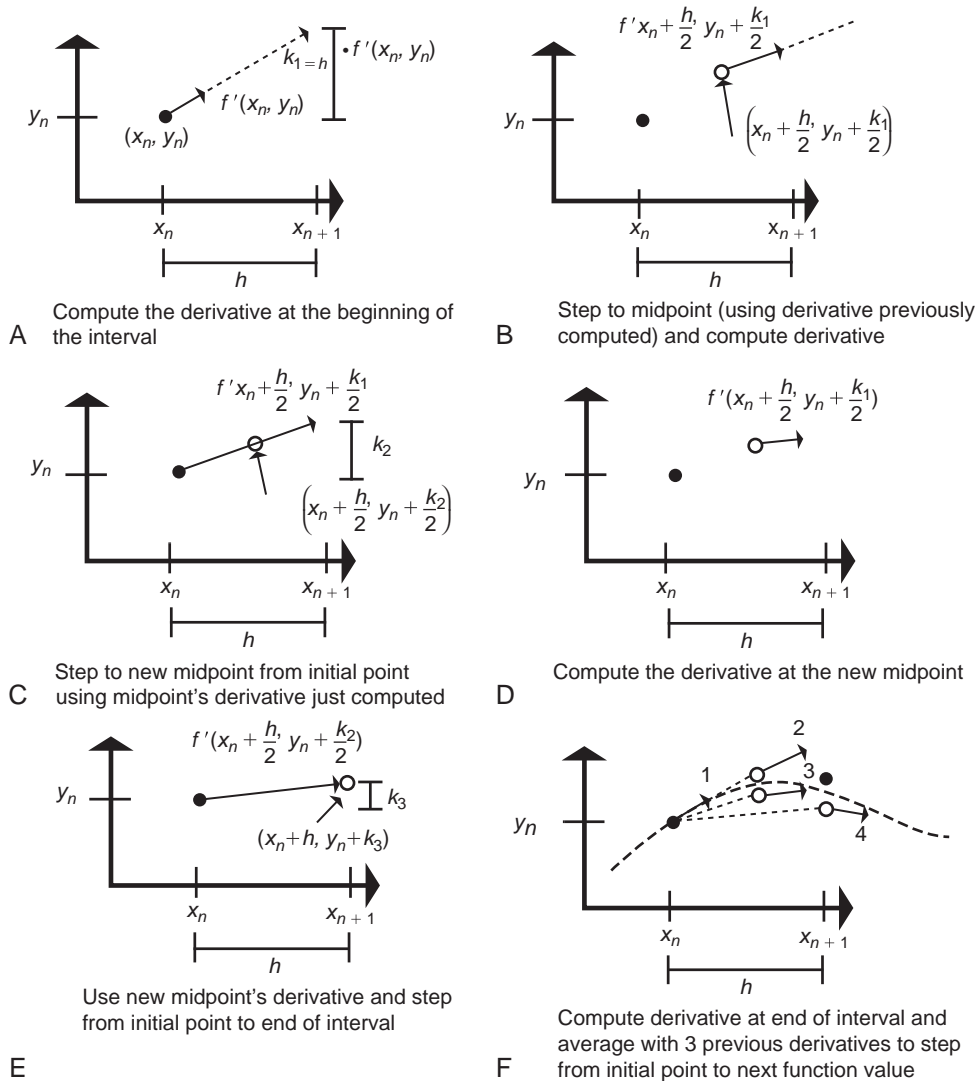 k1 = h • f'(xn, yn)
f'(xn, yn)
yn
(xn, yn)
xn
xn + 1
h
A Compute the derivative at the beginning of
the interval
f'xn + h/2, yn + k1/2
yn
(xn + h/2, yn + k1/2)
xn
xn + 1
h
B Step to midpoint (using derivative previously
computed) and compute derivative
f'xn + h/2, yn + k1/2
yn
k2
(xn + h/2, yn + k2/2)
xn
xn + 1
h
C Step to new midpoint from initial point
using midpoint's derivative just computed
f'(xn + h/2, yn + k1/2)
yn
xn
xn + 1
h
D Compute the derivative at the new midpoint
f'(xn + h/2, yn + k2/2)
yn
k3
(xn + h, yn + k3)
xn
xn + 1
h
Use new midpoint's derivative and step
from initial point to end of interval
E
2
1
3
yn
4
xn
xn + 1
h
Compute derivative at end of interval and
average with 3 previous derivatives to step
F from initial point to next function value